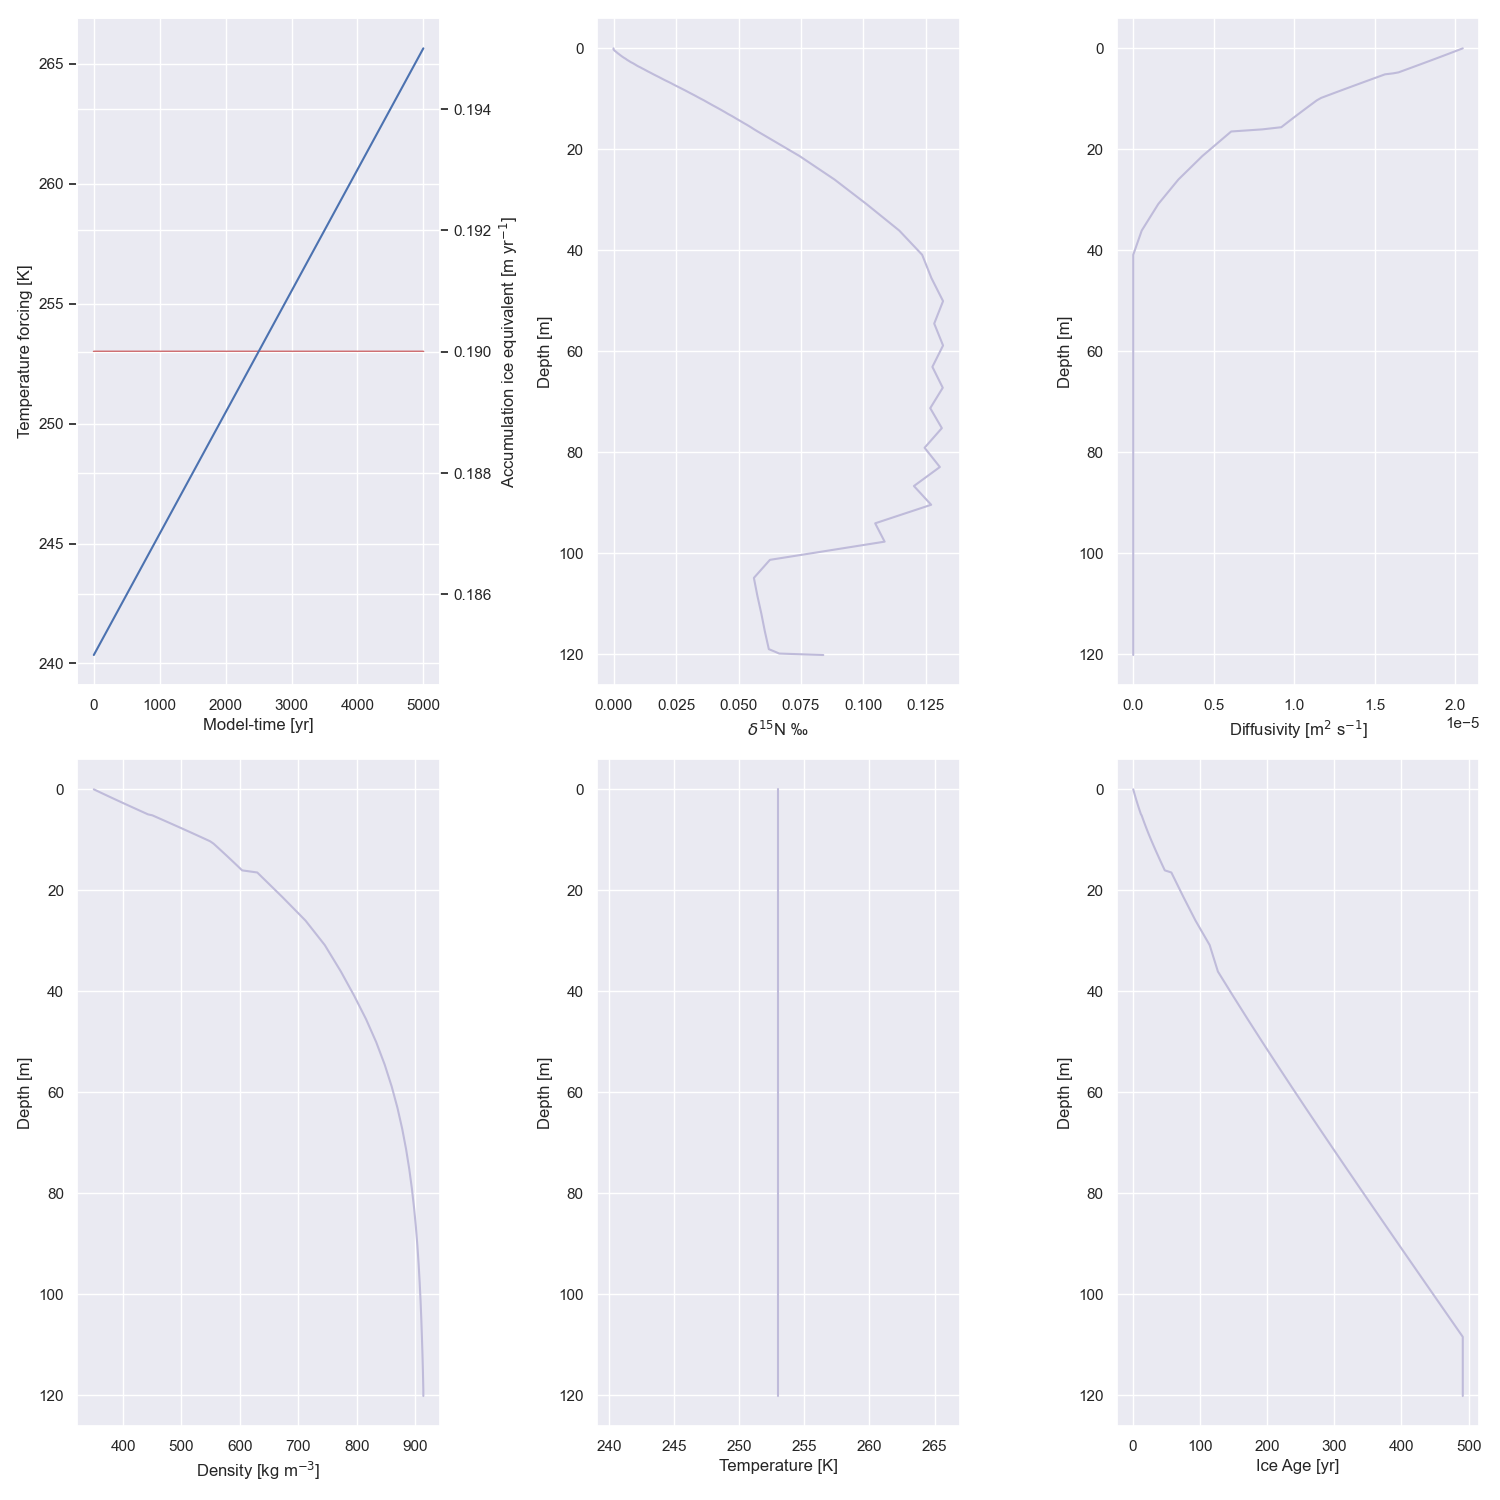 265
260
255
250
245
240
Temperature forcing [K]
0.194
0.192
0.190
0.188
0.186
Accumulation ice equivalent [m yr⁻¹]
0 1000 2000 3000 4000 5000
Model-time [yr]
0
20
40
60
80
100
120
Depth [m]
0.000 0.025 0.050 0.075 0.100 0.125
δ¹⁵N ‰
0
20
40
60
80
100
120
Depth [m]
0.0 0.5 1.0 1.5 2.0
1e−5
Diffusivity [m² s⁻¹]
0
20
40
60
80
100
120
Depth [m]
400 500 600 700 800 900
Density [kg m⁻³]
0
20
40
60
80
100
120
Depth [m]
240 245 250 255 260 265
Temperature [K]
0
20
40
60
80
100
120
Depth [m]
0 100 200 300 400 500
Ice Age [yr]